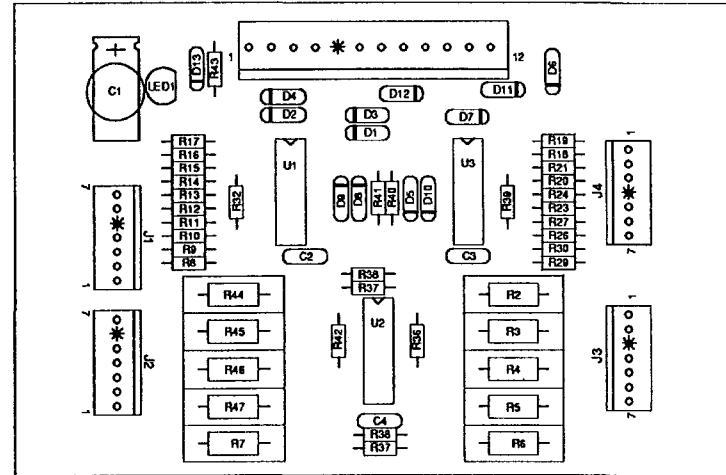 +
C1
LED1
D13
R43
1
12
D6
D4
D2
D12
D11
D3
D1
D7
R17
R16
R15
R14
R13
R12
R11
R10
R9
R8
R32
U1
D9
D8
R41
R40
D5
D10
U3
R39
R19
R18
R21
R20
R24
R23
R27
R26
R30
R29
1
J4
7
7
J1
1
C2
C3
R38
R37
R44
R45
R46
R47
R7
R42
U2
R36
R2
R3
R4
R5
R6
7
J2
1
1
J3
7
C4
R38
R37